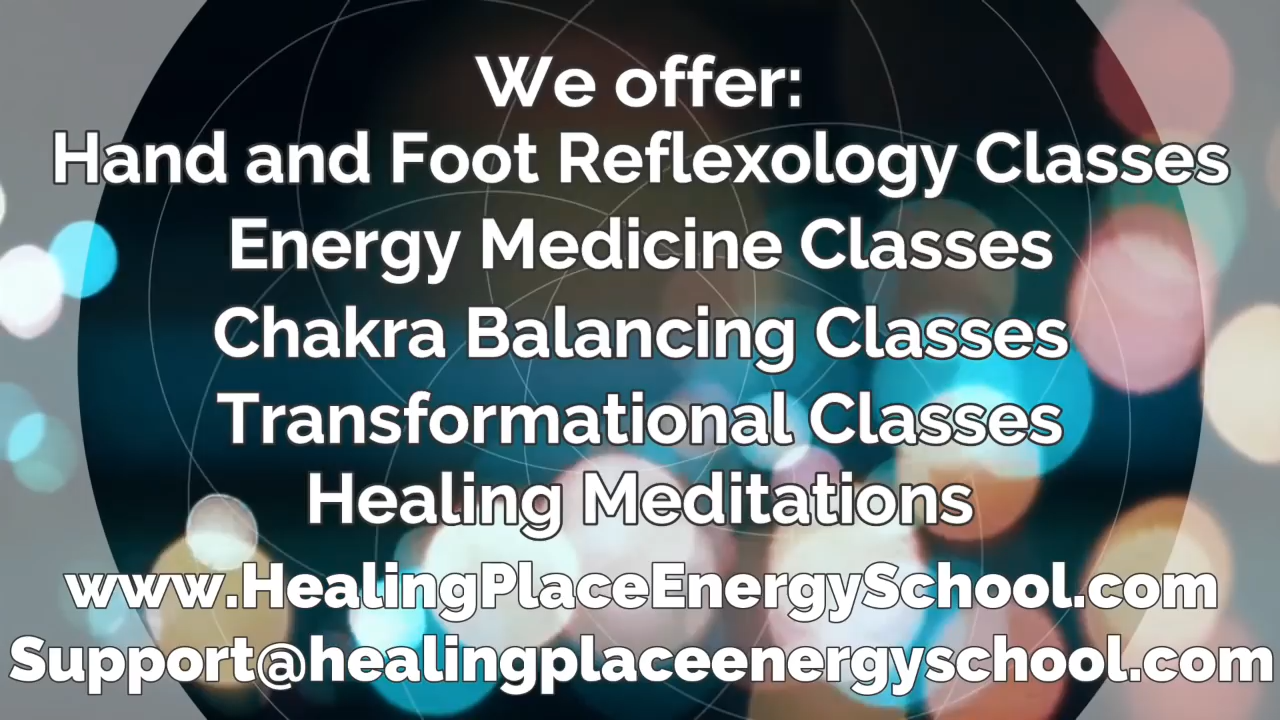 We offer:
Hand and Foot Reflexology Classes
Energy Medicine Classes
Chakra Balancing Classes
Transformational Classes
Healing Meditations
www.HealingPlaceEnergySchool.com
Support@healingplaceenergyschool.com